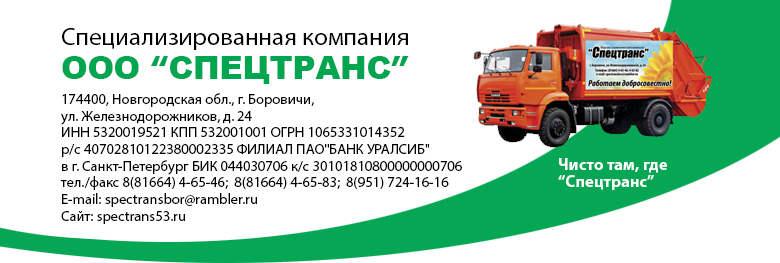 Специализированная компания
ООО “СПЕЦТРАНС”
174400, Новгородская обл., г. Боровичи,
ул. Железнодорожников, д. 24
ИНН 5320019521 КПП 532001001 ОГРН 1065331014352
р/с 40702810122380002335 ФИЛИАЛ ПАО"БАНК УРАЛСИБ"
в г. Санкт-Петербург БИК 044030706 к/с 30101810800000000706
тел./факс 8(81664) 4-65-46; 8(81664) 4-65-83; 8(951) 724-16-16
E-mail: spectransbor@rambler.ru
Сайт: spectrans53.ru
“Спецтранс”
Работаем добросовестно!
Чисто там, где
“Спецтранс”